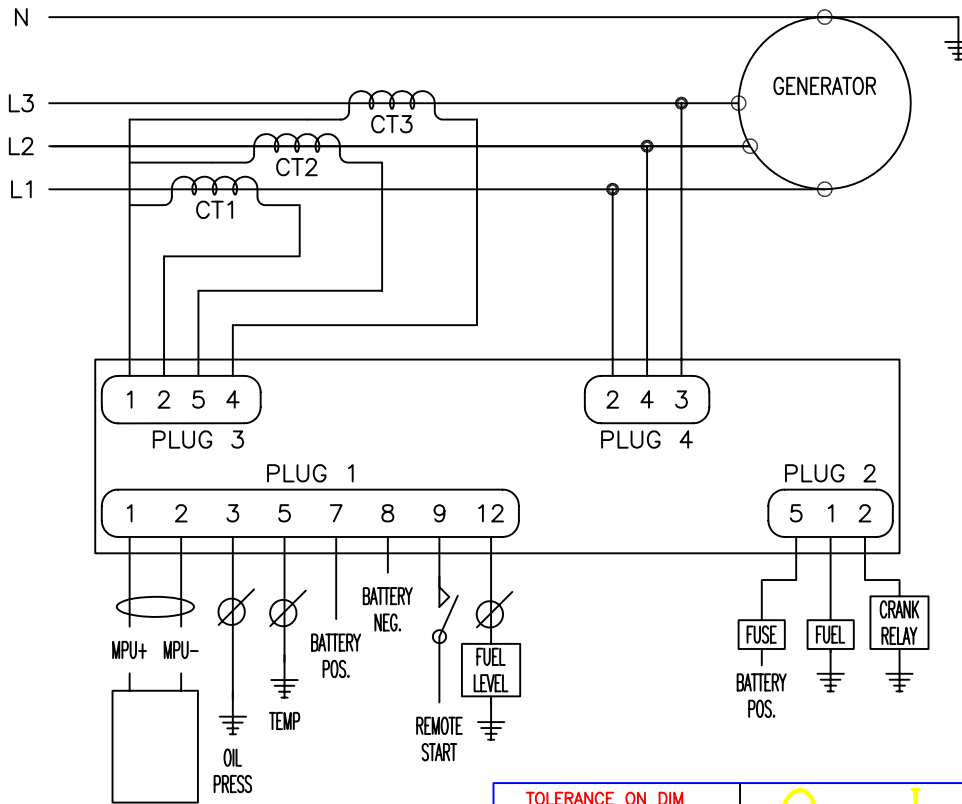 N
GENERATOR
L3
CT3
L2
CT2
L1
CT1
1 2 5 4
2 4 3
PLUG 3
PLUG 4
PLUG 1
PLUG 2
1 2 3 5 7 8 9 12
5 1 2
BATTERY
NEG.
CRANK
RELAY
FUSE
FUEL
MPU+ MPU-
BATTERY
POS.
FUEL
LEVEL
BATTERY
POS.
TEMP
REMOTE
START
OIL
PRESS
TOLERANCE ON DIM